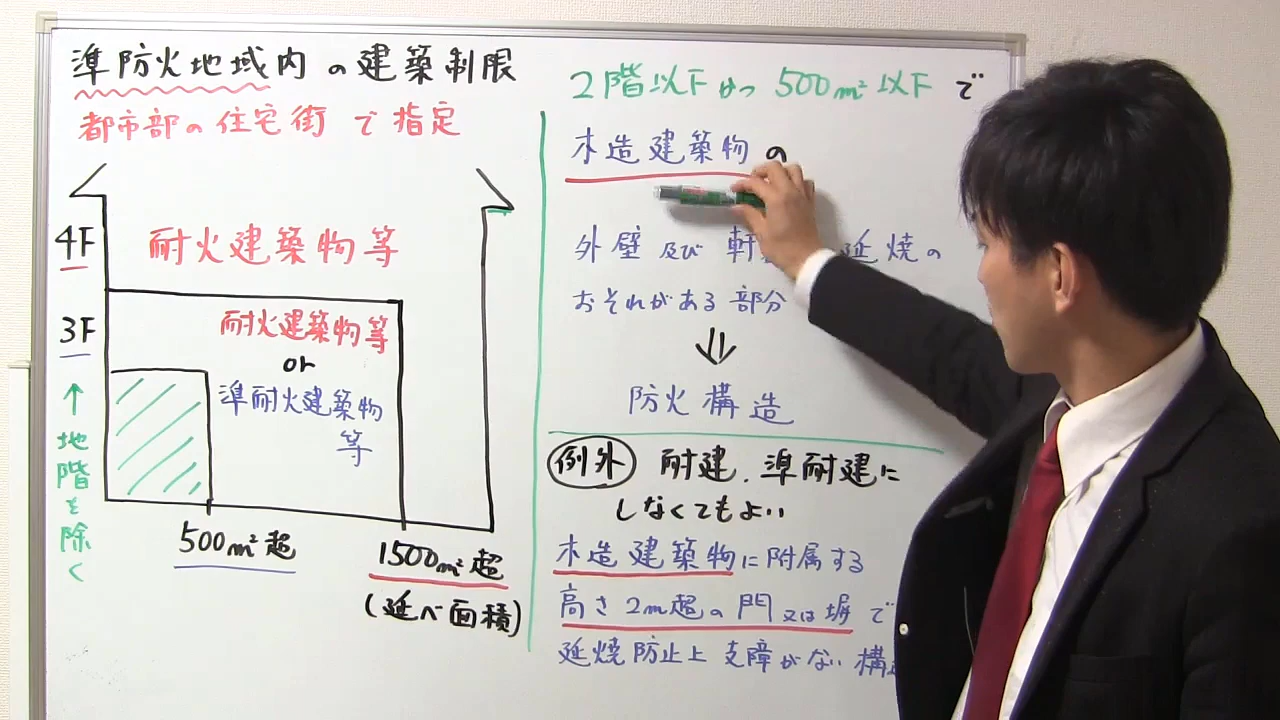 準防火地域内の建築制限
都市部の住宅街で指定
4F
耐火建築物等
3F
耐火建築物等
or
準耐火建築物
等
↑地階を除く
500m²超
1500m²超
(延べ面積)
2階以下かつ500m²以下で
木造建築物の
外壁及び軒 延焼の
おそれがある部分
⇓
防火構造
例外 耐建.準耐建に
しなくてもよい
木造建築物に附属する
高さ2m超の門又は塀で
延焼防止上支障がない構